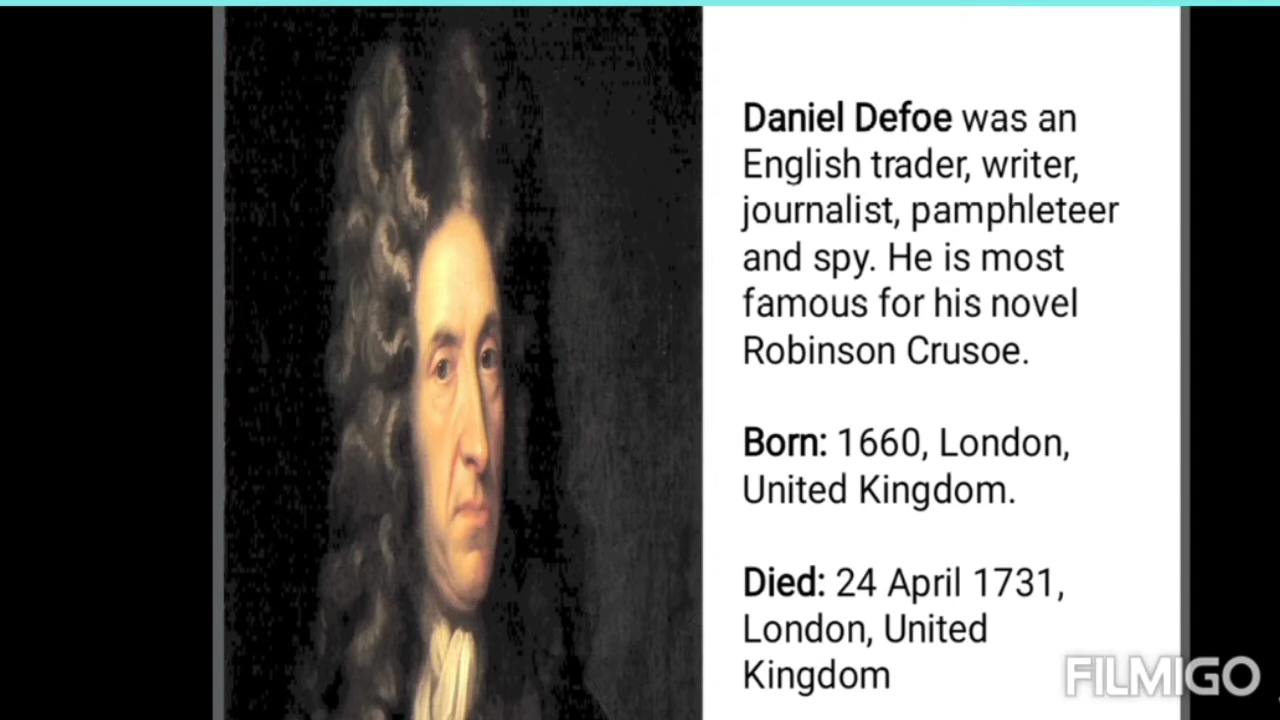 Daniel Defoe was an
English trader, writer,
journalist, pamphleteer
and spy. He is most
famous for his novel
Robinson Crusoe.
Born: 1660, London,
United Kingdom.
Died: 24 April 1731,
London, United
Kingdom
FILMIGO